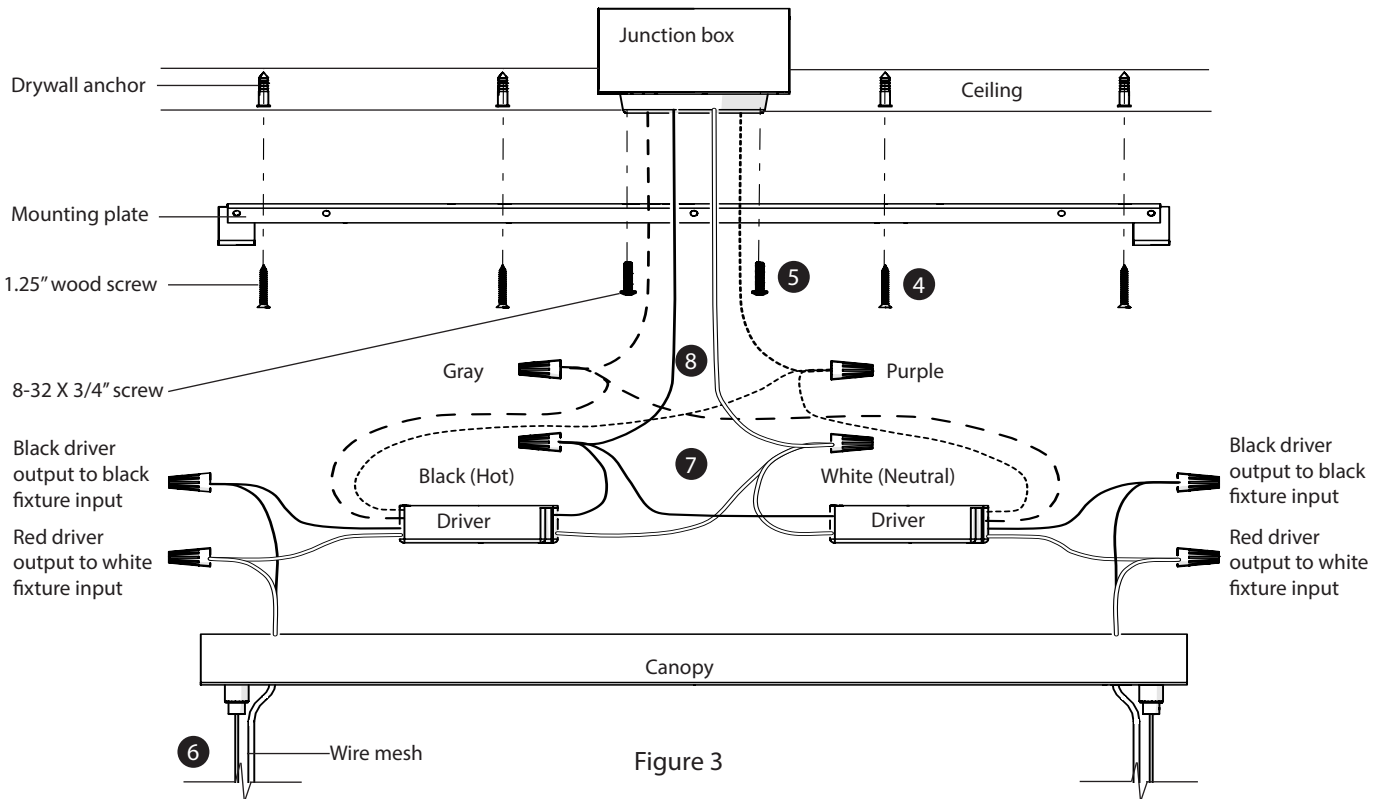 Junction box
Drywall anchor
Ceiling
Mounting plate
1.25” wood screw
5
4
8-32 X 3/4” screw
Gray
8
Purple
Black driver
output to black
fixture input
Black (Hot)
7
White (Neutral)
Black driver
output to black
fixture input
Driver
Driver
Red driver
output to white
fixture input
Red driver
output to white
fixture input
Canopy
6
Wire mesh
Figure 3